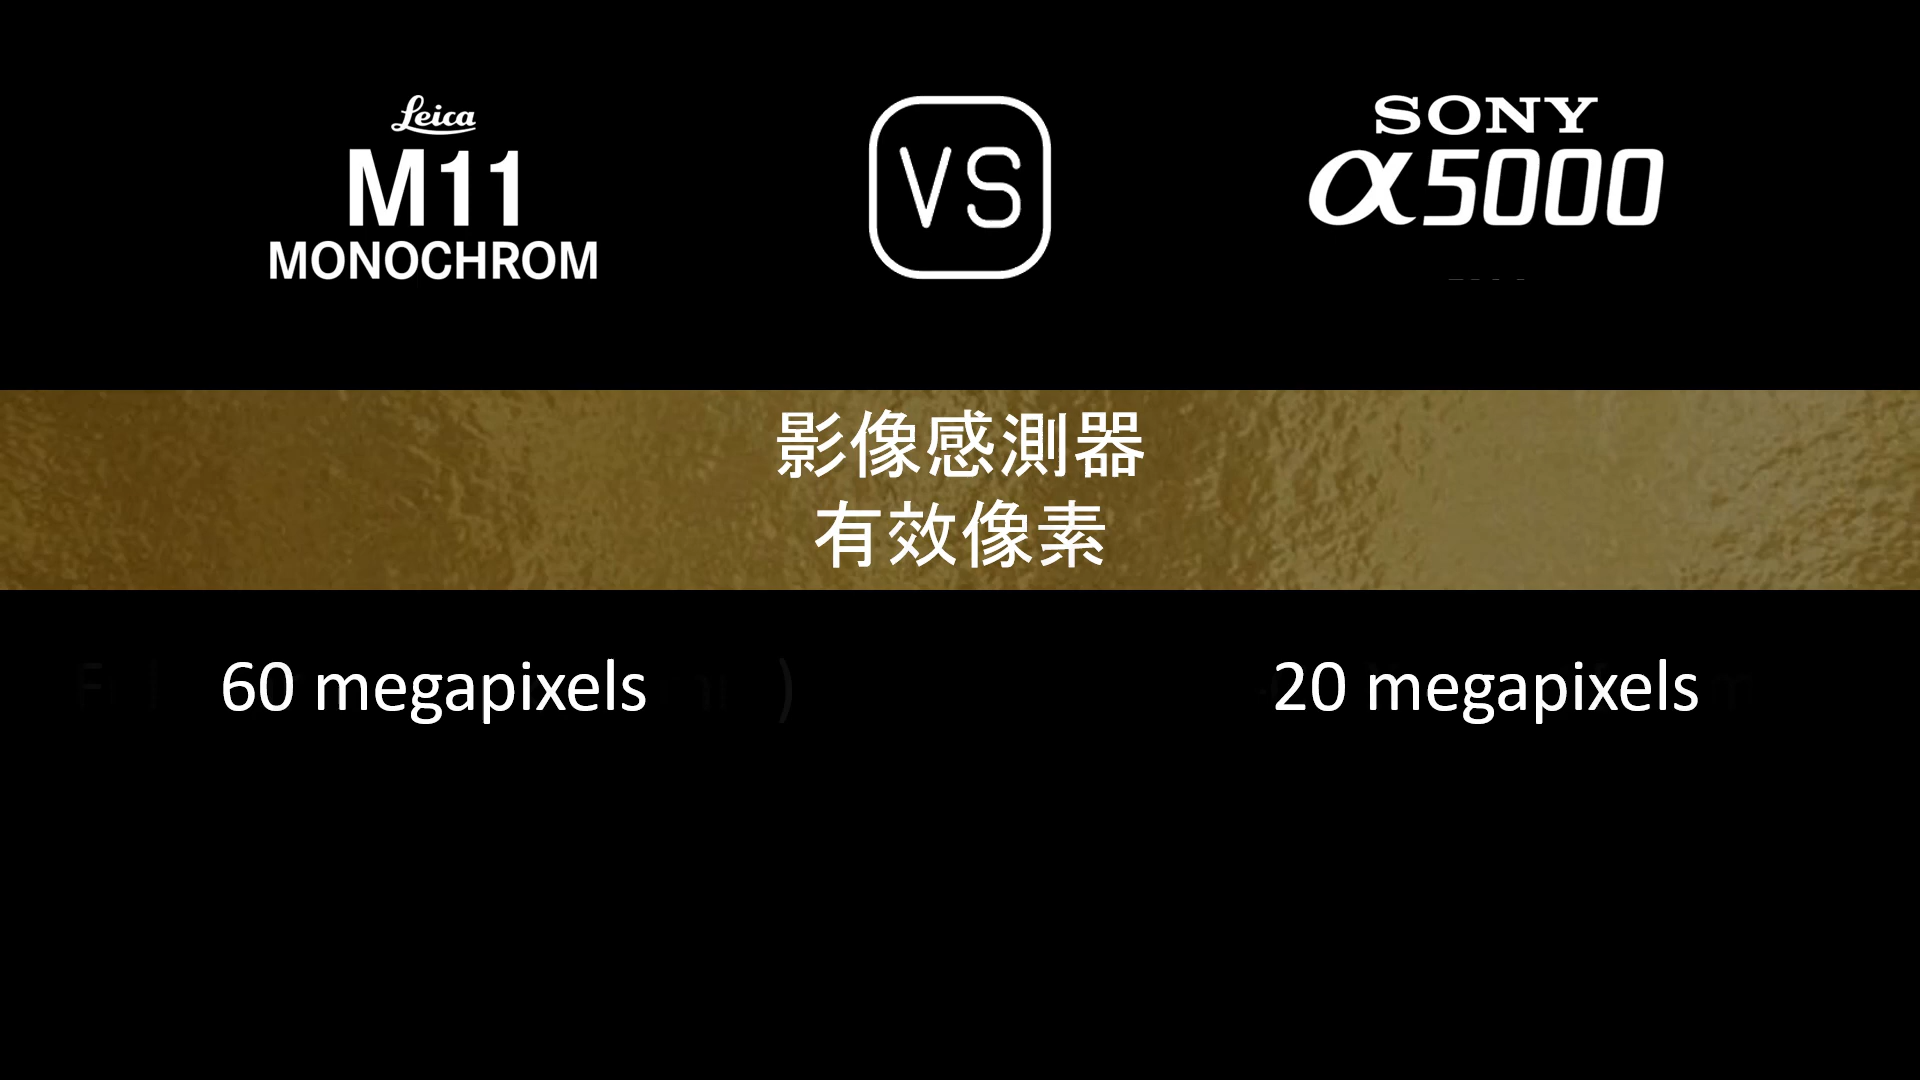 Leica
M11
MONOCHROM
VS
SONY
α5000
影像感測器
有效像素
60 megapixels
20 megapixels